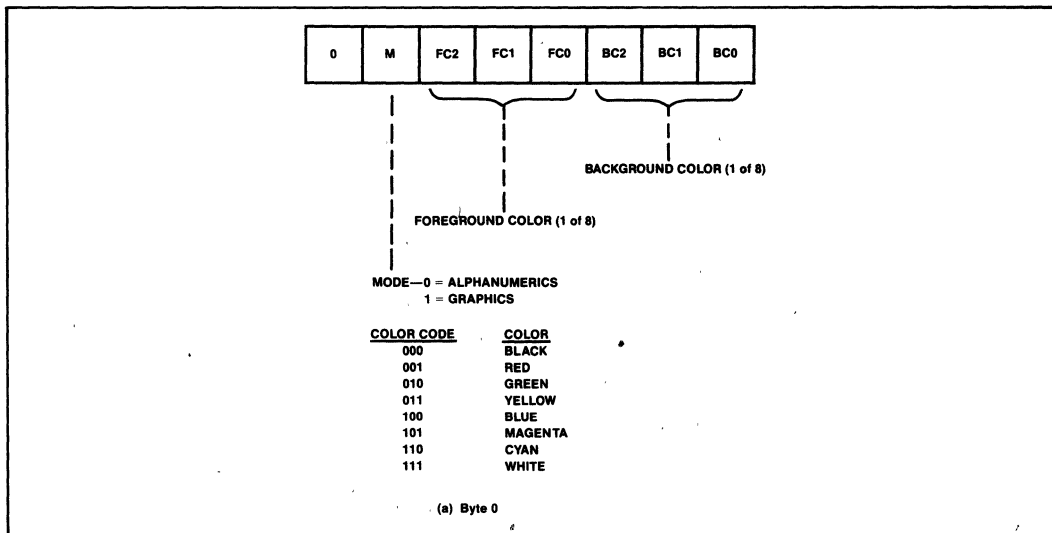 0 M FC2 FC1 FC0 BC2 BC1 BC0
BACKGROUND COLOR (1 of 8)
FOREGROUND COLOR (1 of 8)
MODE—0 = ALPHANUMERICS
1 = GRAPHICS
COLOR CODE COLOR
000 BLACK
001 RED
010 GREEN
011 YELLOW
100 BLUE
101 MAGENTA
110 CYAN
111 WHITE
(a) Byte 0